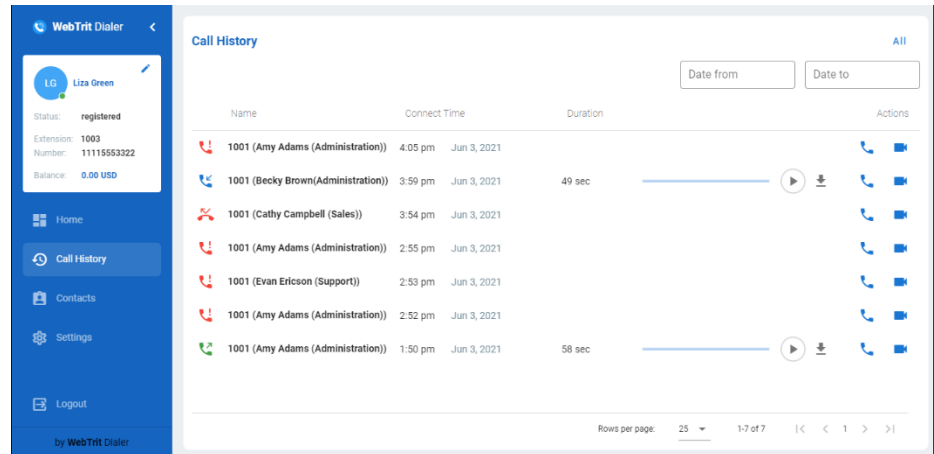 WebTrit Dialer
LG
Liza Green
Status: registered
Extension: 1003
Number: 11115553322
Balance: 0.00 USD
Home
Call History
Contacts
Settings
Logout
by WebTrit Dialer
Call History
All
Date from
Date to
Name Connect Time Duration Actions
1001 (Amy Adams (Administration)) 4:05 pm Jun 3, 2021
1001 (Becky Brown(Administration)) 3:59 pm Jun 3, 2021 49 sec
1001 (Cathy Campbell (Sales)) 3:54 pm Jun 3, 2021
1001 (Amy Adams (Administration)) 2:55 pm Jun 3, 2021
1001 (Evan Ericson (Support)) 2:53 pm Jun 3, 2021
1001 (Amy Adams (Administration)) 2:52 pm Jun 3, 2021
1001 (Amy Adams (Administration)) 1:50 pm Jun 3, 2021 58 sec
Rows per page: 25 1-7 of 7 1